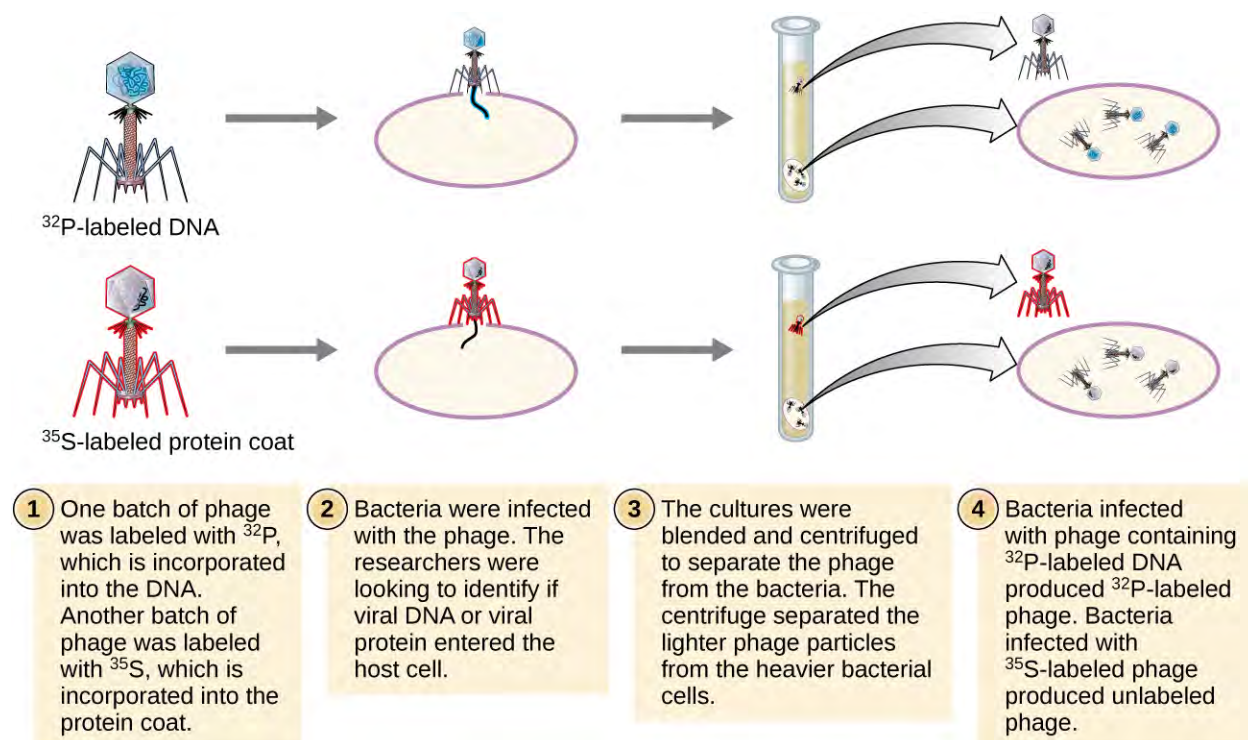 ³²P-labeled DNA
³⁵S-labeled protein coat
1 One batch of phage
was labeled with ³²P,
which is incorporated
into the DNA.
Another batch of
phage was labeled
with ³⁵S, which is
incorporated into the
protein coat.
2 Bacteria were infected
with the phage. The
researchers were
looking to identify if
viral DNA or viral
protein entered the
host cell.
3 The cultures were
blended and centrifuged
to separate the phage
from the bacteria. The
centrifuge separated the
lighter phage particles
from the heavier bacterial
cells.
4 Bacteria infected
with phage containing
³²P-labeled DNA
produced ³²P-labeled
phage. Bacteria
infected with
³⁵S-labeled phage
produced unlabeled
phage.